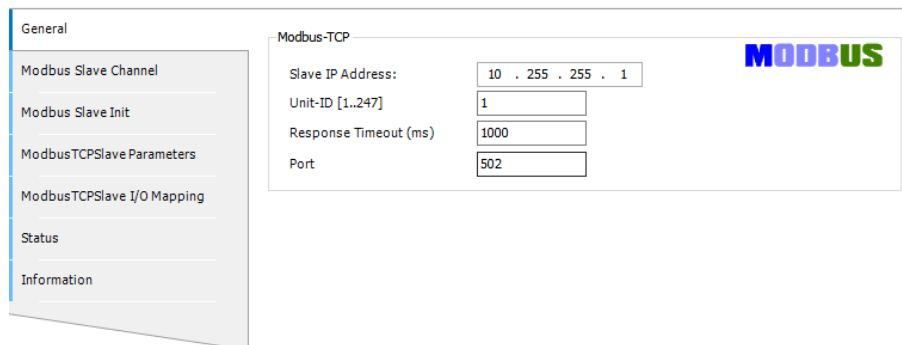 General
Modbus Slave Channel
Modbus Slave Init
ModbusTCPSlave Parameters
ModbusTCPSlave I/O Mapping
Status
Information
Modbus-TCP
MODBUS
Slave IP Address: 10 . 255 . 255 . 1
Unit-ID [1..247] 1
Response Timeout (ms) 1000
Port 502